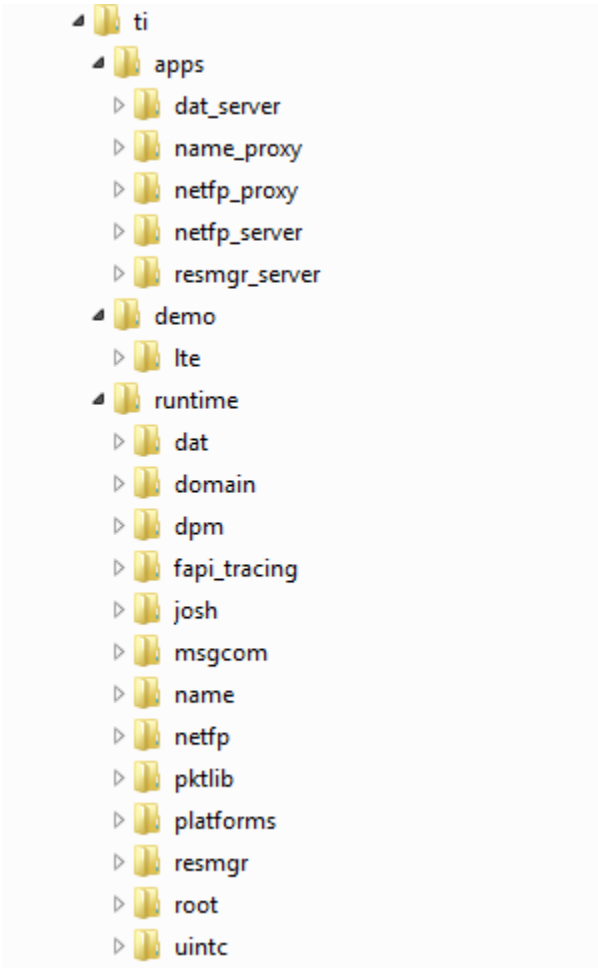 ti
apps
dat_server
name_proxy
netfp_proxy
netfp_server
resmgr_server
demo
lte
runtime
dat
domain
dpm
fapi_tracing
josh
msgcom
name
netfp
pktlib
platforms
resmgr
root
uintc